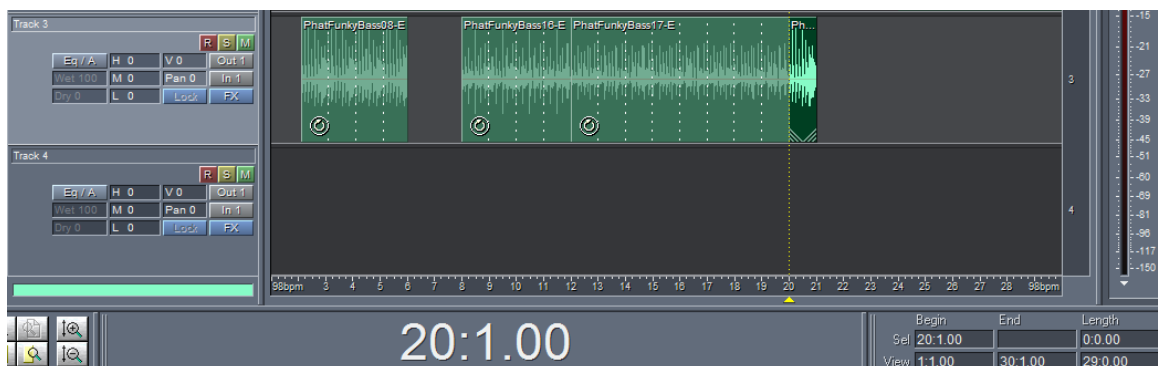 Track 3
R S M
Eq / A H 0 V 0 Out 1
Wet 100 M 0 Pan 0 In 1
Dry 0 L 0 Lock FX
PhatFunkyBass08-E PhatFunkyBass16-E PhatFunkyBass17-E Ph...
3
Track 4
R S M
Eq / A H 0 V 0 Out 1
Wet 100 M 0 Pan 0 In 1
Dry 0 L 0 Lock FX
4
98bpm 3 4 5 6 7 8 9 10 11 12 13 14 15 16 17 18 19 20 21 22 23 24 25 26 27 28 98bpm
-15
-21
-27
-33
-39
-45
-51
-60
-69
-81
-96
-117
-150
20:1.00
Begin End Length
Sel 20:1.00 0:0.00
View 1:1.00 30:1.00 29:0.00